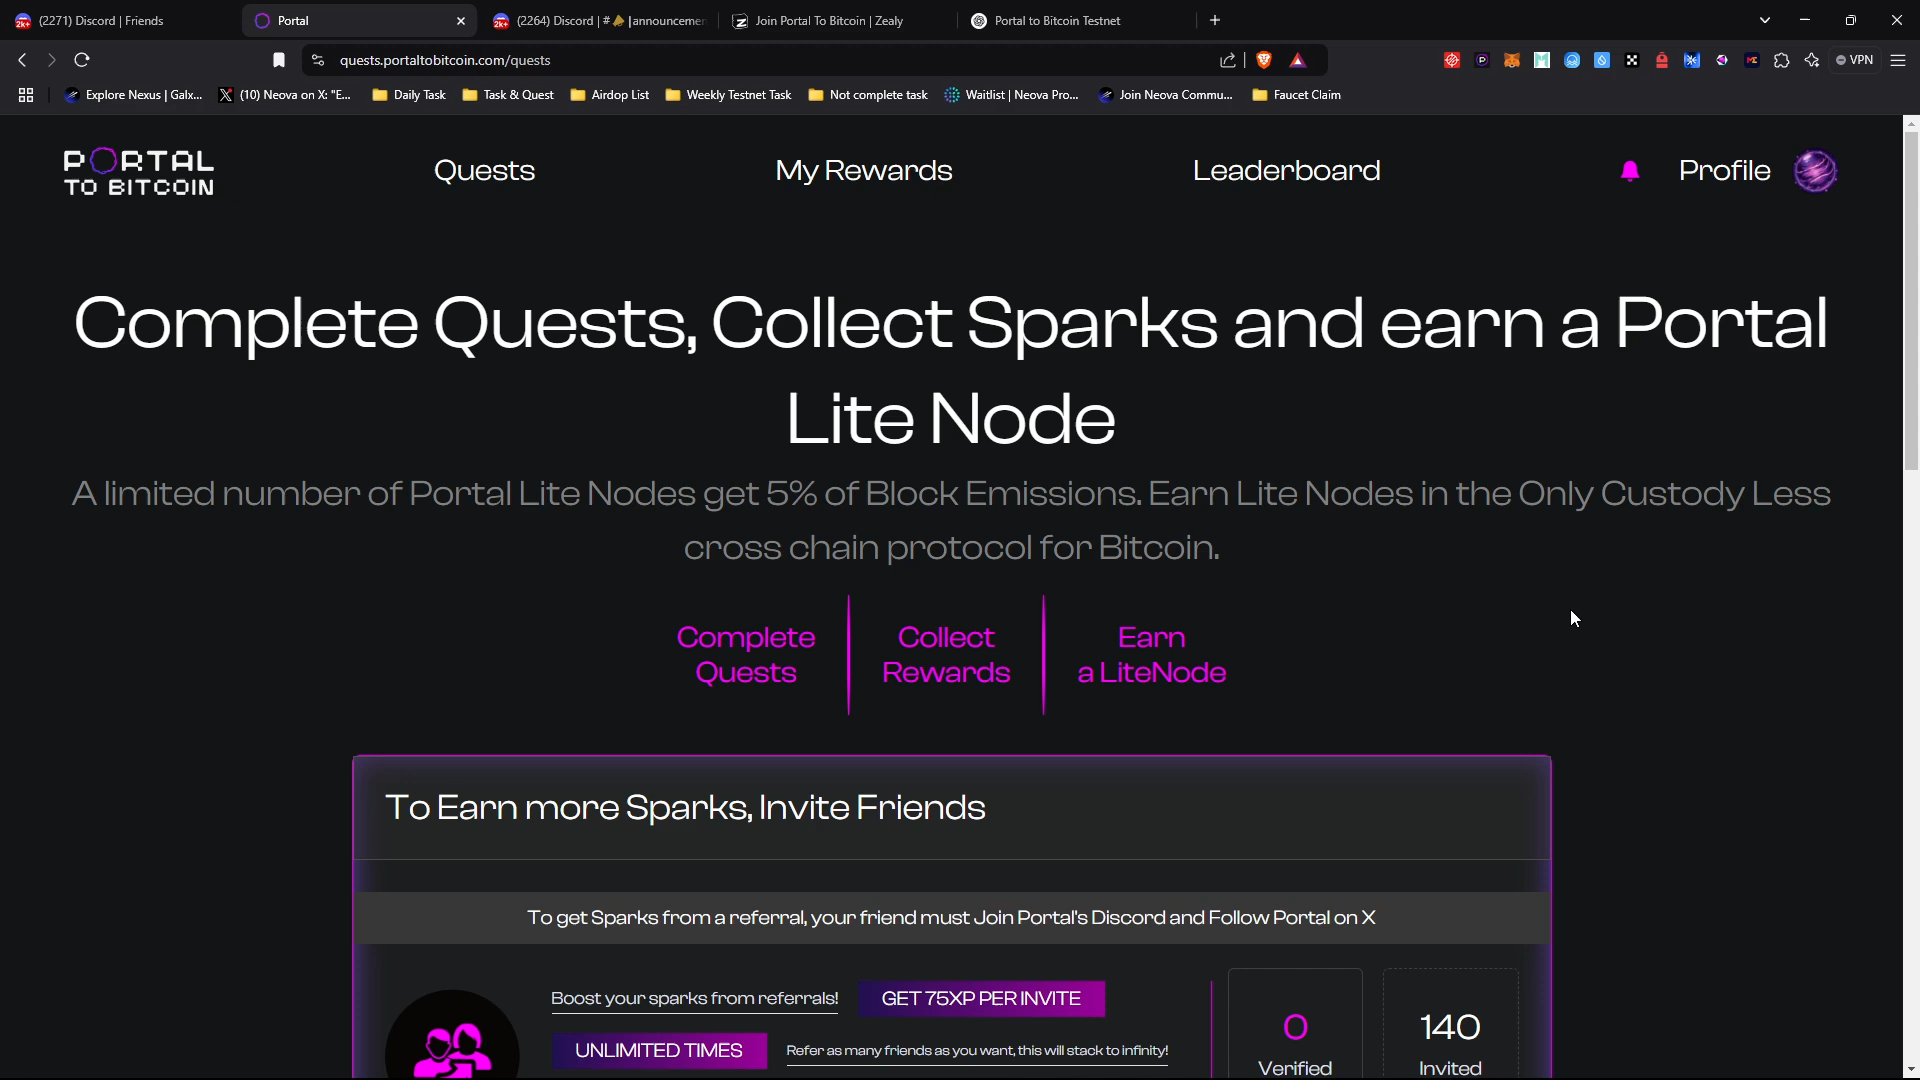 (2271) Discord | Friends
Portal
(2264) Discord | # | announcemen
Join Portal To Bitcoin | Zealy
Portal to Bitcoin Testnet
quests.portaltobitcoin.com/quests
VPN
Explore Nexus | Galx...
(10) Neova on X: "E...
Daily Task
Task & Quest
Airdop List
Weekly Testnet Task
Not complete task
Waitlist | Neova Pro...
Join Neova Commu...
Faucet Claim
PORTAL
TO BITCOIN
Quests
My Rewards
Leaderboard
Profile
Complete Quests, Collect Sparks and earn a Portal
Lite Node
A limited number of Portal Lite Nodes get 5% of Block Emissions. Earn Lite Nodes in the Only Custody Less
cross chain protocol for Bitcoin.
Complete
Quests
Collect
Rewards
Earn
a LiteNode
To Earn more Sparks, Invite Friends
To get Sparks from a referral, your friend must Join Portal's Discord and Follow Portal on X
Boost your sparks from referrals!
GET 75XP PER INVITE
UNLIMITED TIMES
Refer as many friends as you want, this will stack to infinity!
0
Verified
140
Invited